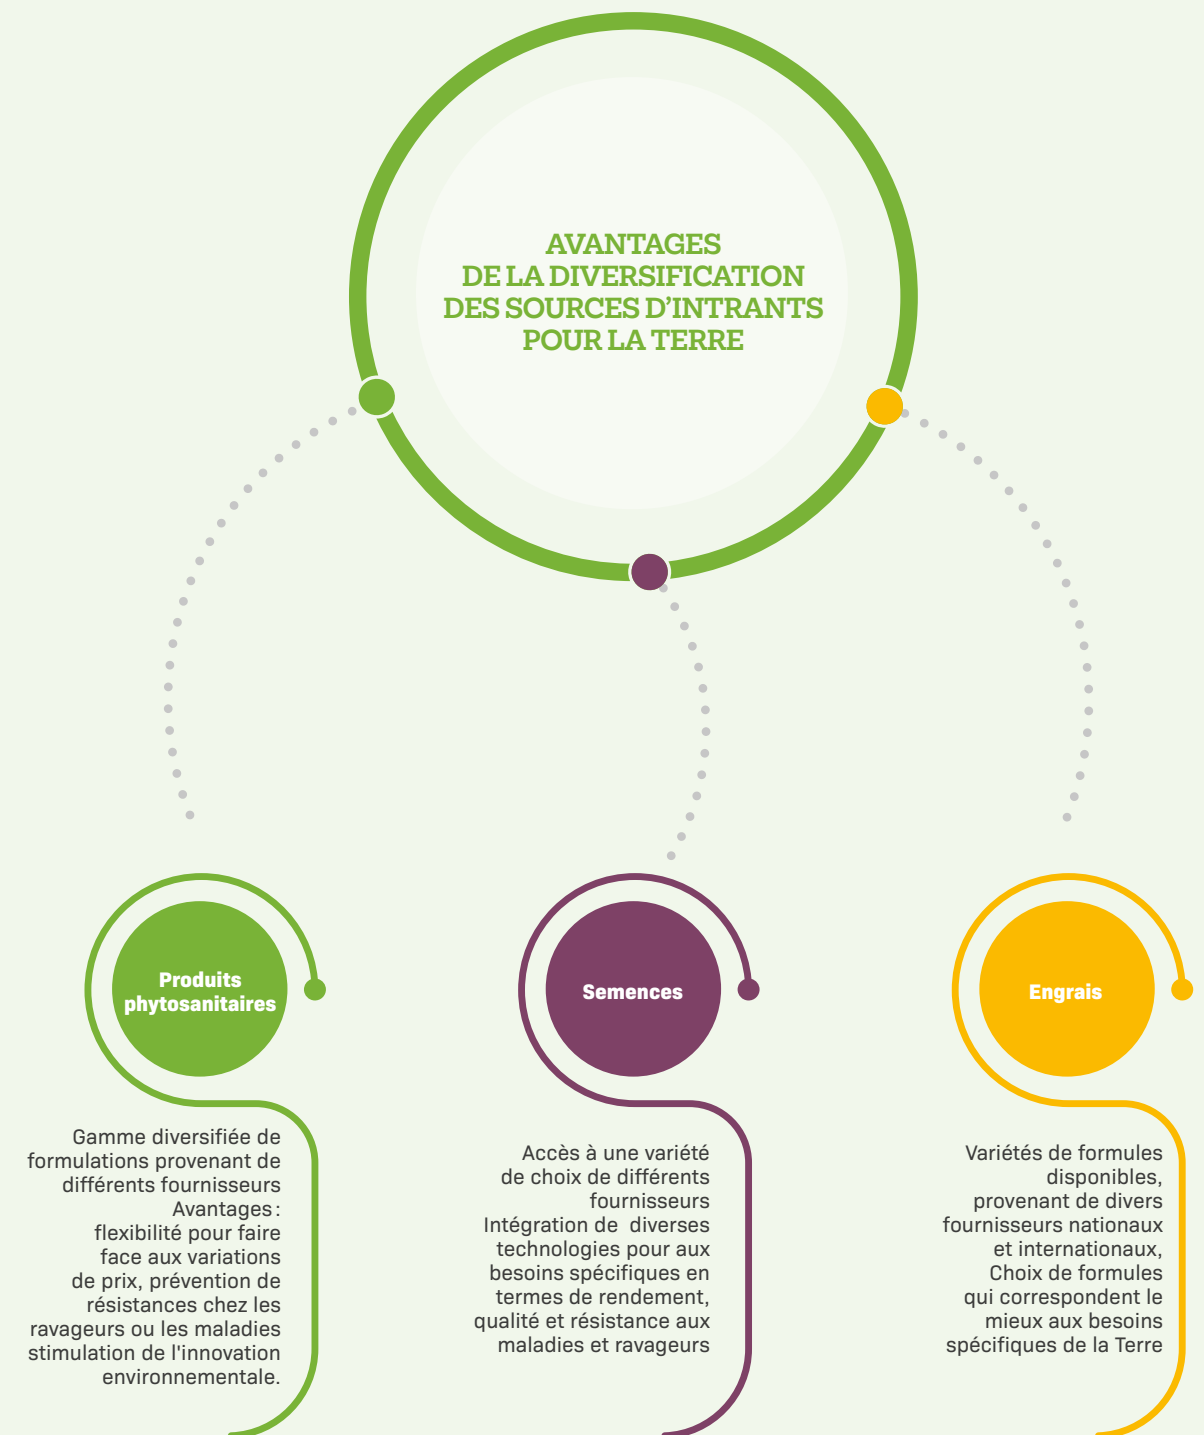 AVANTAGES
DE LA DIVERSIFICATION
DES SOURCES D'INTRANTS
POUR LA TERRE
Produits
phytosanitaires
Gamme diversifiée de
formulations provenant de
différents fournisseurs
Avantages :
flexibilité pour faire
face aux variations
de prix, prévention de
résistances chez les
ravageurs ou les maladies
stimulation de l'innovation
environnementale.
Semences
Accès à une variété
de choix de différents
fournisseurs
Intégration de  diverses
technologies pour aux
besoins spécifiques en
termes de rendement,
qualité et résistance aux
maladies et ravageurs
Engrais
Variétés de formules
disponibles,
provenant de divers
fournisseurs nationaux
et internationaux,
Choix de formules
qui correspondent le
mieux aux besoins
spécifiques de la Terre